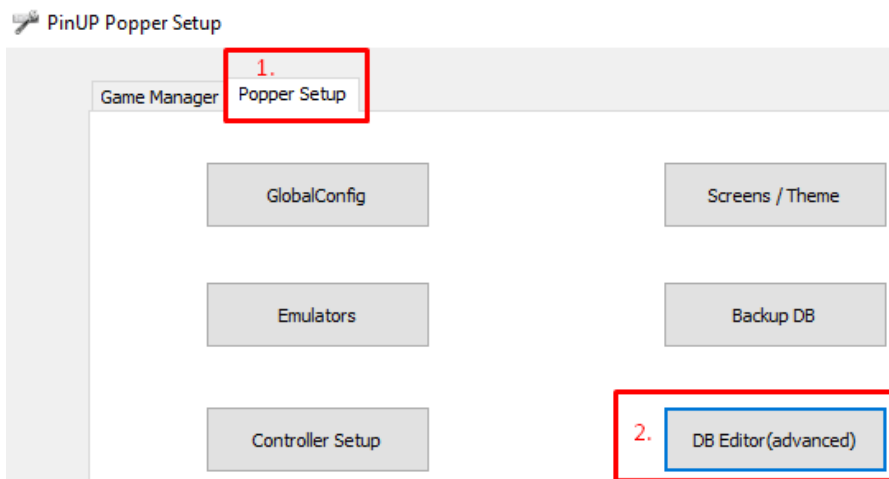 PinUP Popper Setup
1.
Game Manager Popper Setup
GlobalConfig Screens / Theme
Emulators Backup DB
Controller Setup 2. DB Editor(advanced)